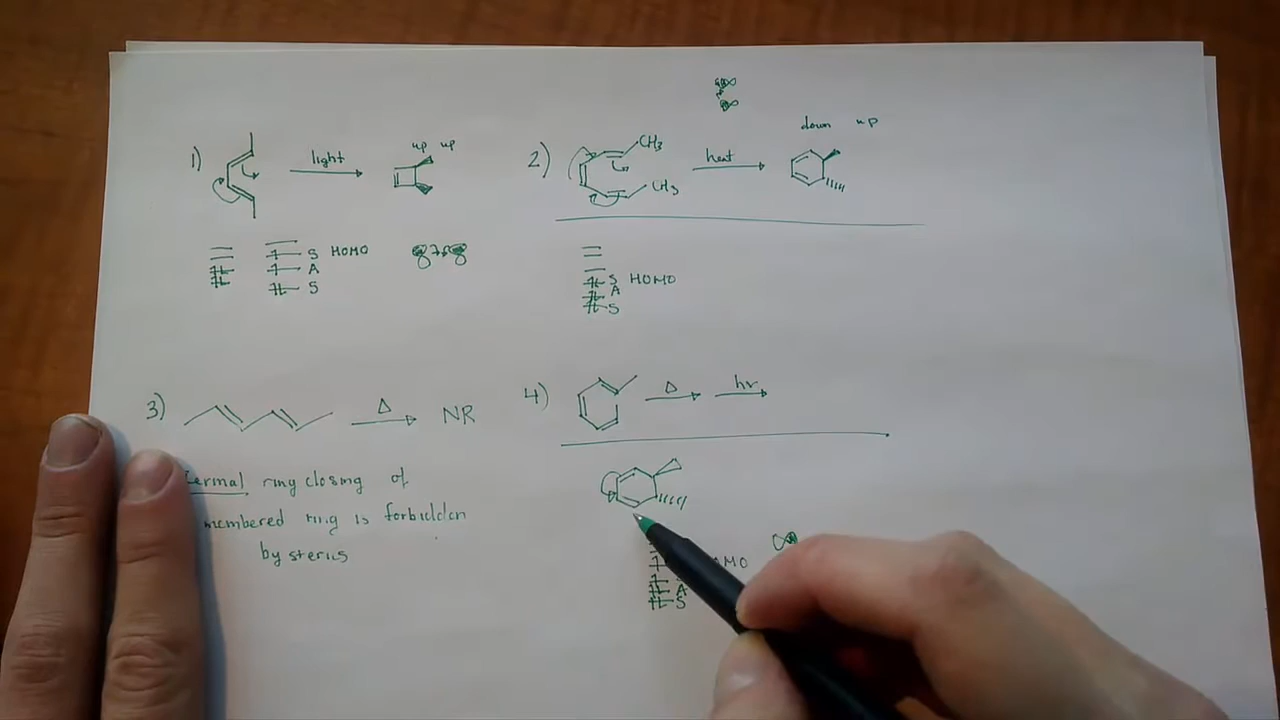 1) light up up
S HOMO
A
S
2) CH3 CH3 heat down up
S HOMO
A
S
3) Δ NR
ring closing of
ring is forbidden
by sterics
4) Δ hν
A
S